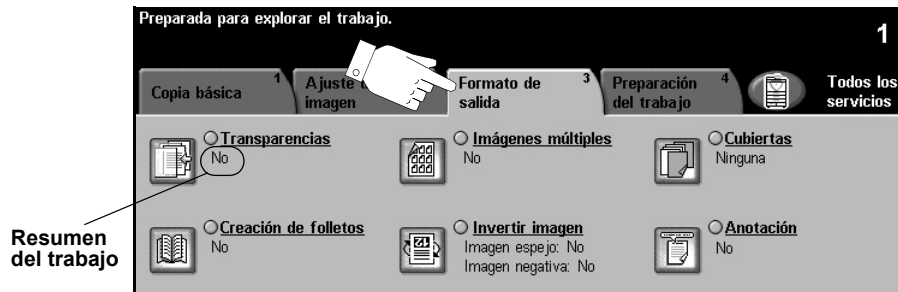 Preparada para explorar el trabajo.
1
Copia básica 1
Ajuste
imagen
Formato de 3
salida
Preparación 4
del trabajo
Todos los
servicios
Transparencias
No
Imágenes múltiples
No
Cubiertas
Ninguna
Resumen
del trabajo
Creación de folletos
No
Invertir imagen
Imagen espejo: No
Imagen negativa: No
Anotación
No